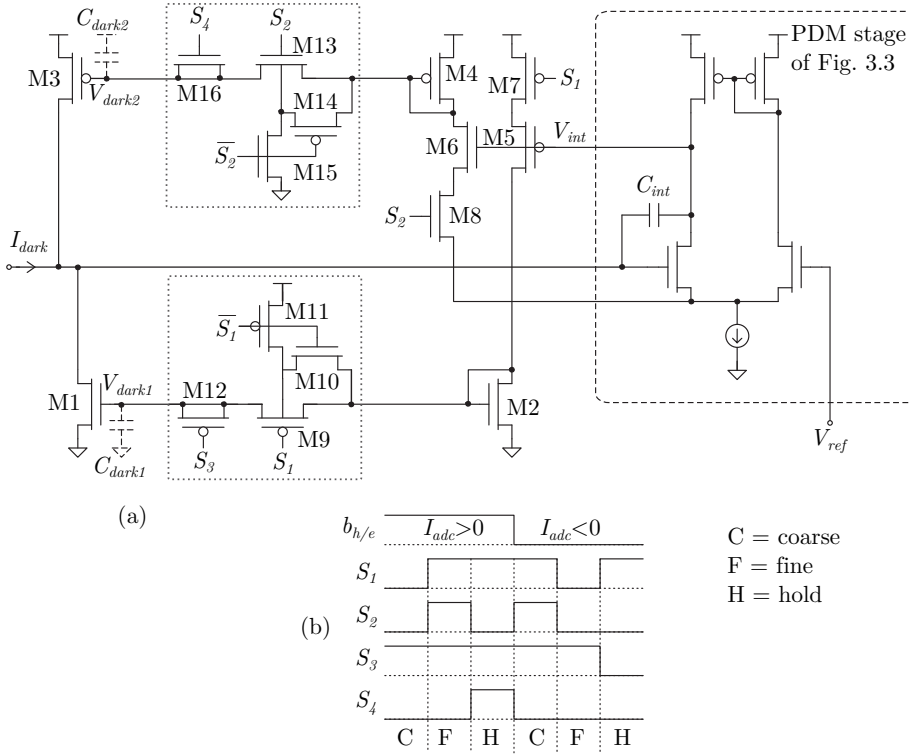 C_dark2
S_4
S_2
M13
M3
V_dark2
M16
M14
M4
M7
S_1
PDM stage
of Fig. 3.3
M6
M5
V_int
S̅_2
M15
S_2
M8
C_int
I_dark
S̅_1
M11
M10
V_dark1
M12
M1
M2
M9
C_dark1
S_3
S_1
V_ref
(a)
b_h/e
I_adc>0
I_adc<0
C = coarse
S_1
F = fine
H = hold
S_2
(b)
S_3
S_4
C F H C F H